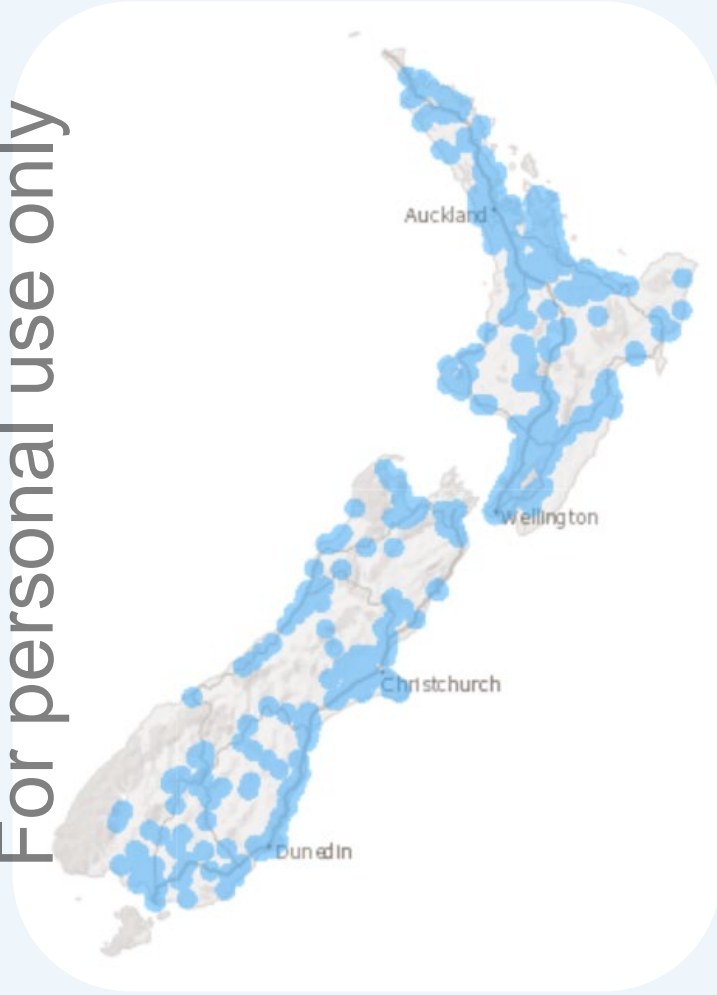 For personal use only
Auckland
Wellington
Christchurch
Dunedin